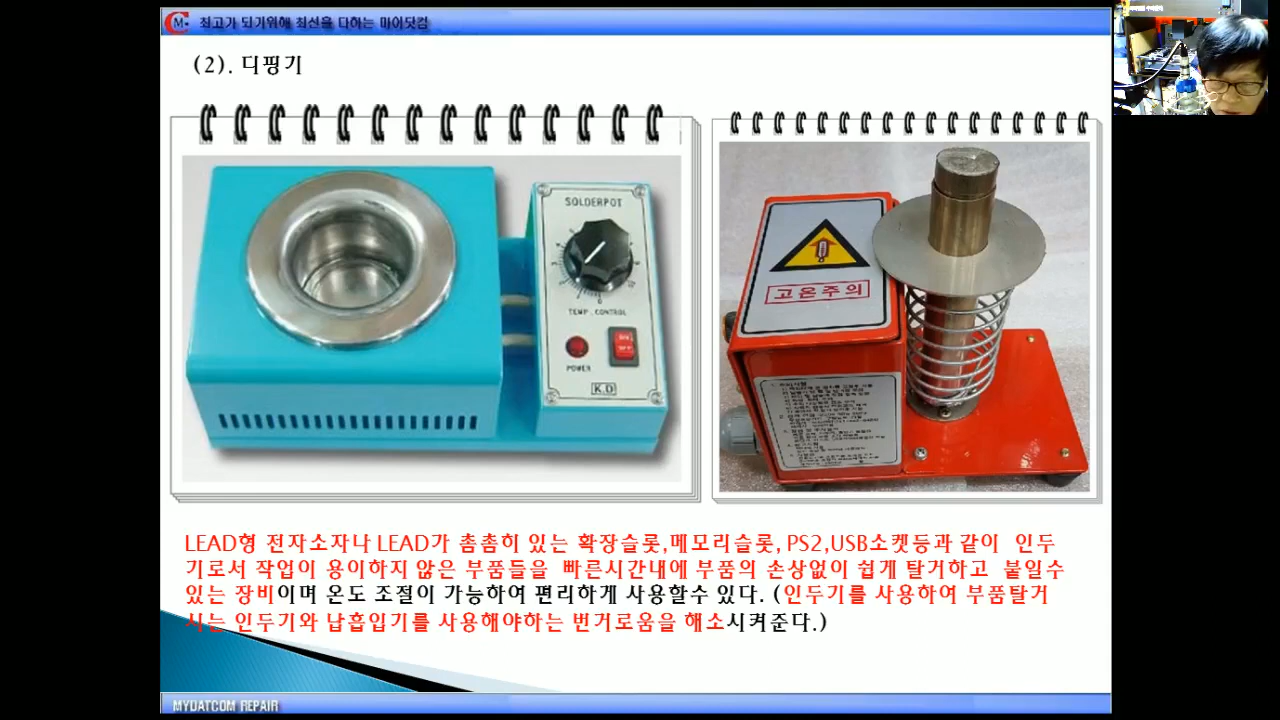 최고가 되기위해 최선을 다하는 마이닷컴
(2). 디핑기
SOLDERPOT
TEMP. CONTROL
POWER
K.D
고온주의
LEAD형 전자소자나 LEAD가 촘촘히 있는 확장슬롯,메모리슬롯, PS2,USB소켓등과 같이 인두
기로서 작업이 용이하지 않은 부품들을 빠른시간내에 부품의 손상없이 쉽게 탈거하고 붙일수
있는 장비이며 온도 조절이 가능하여 편리하게 사용할수 있다. (인두기를 사용하여 부품탈거
시는 인두기와 납흡입기를 사용해야하는 번거로움을 해소시켜준다.)
MYDATCOM REPAIR